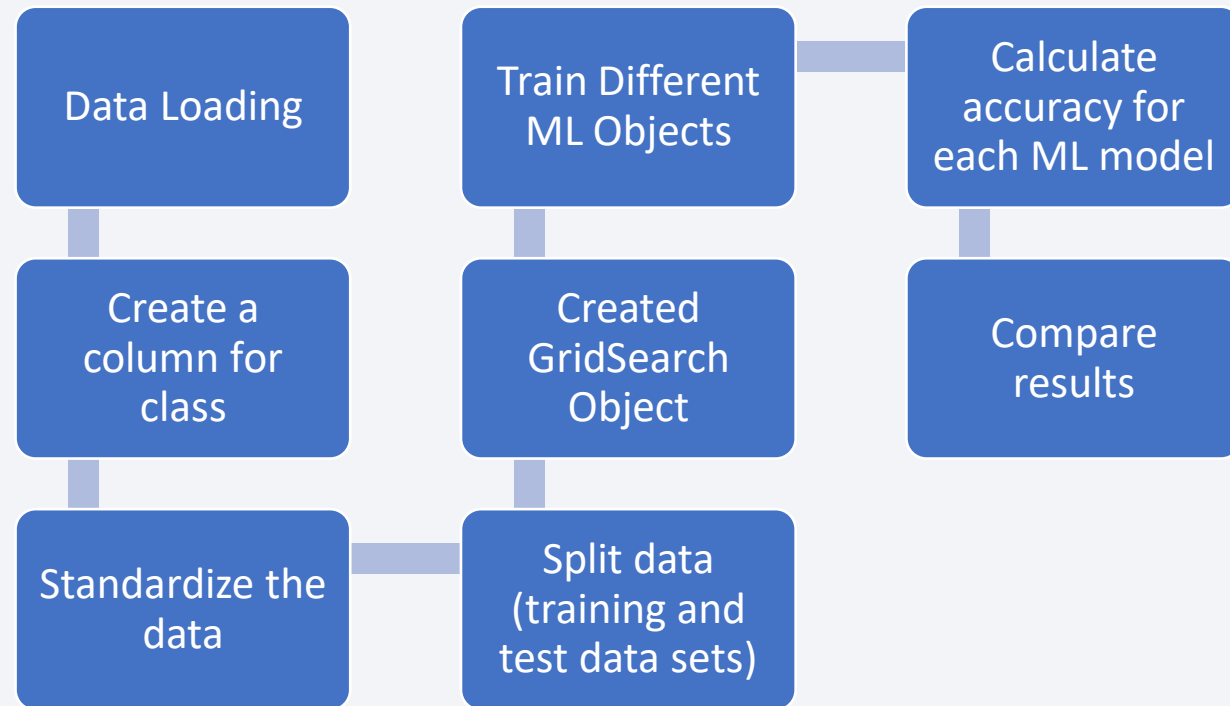 Data Loading
Create a
column for
class
Standardize the
data
Split data
(training and
test data sets)
Created
GridSearch
Object
Train Different
ML Objects
Calculate
accuracy for
each ML model
Compare
results